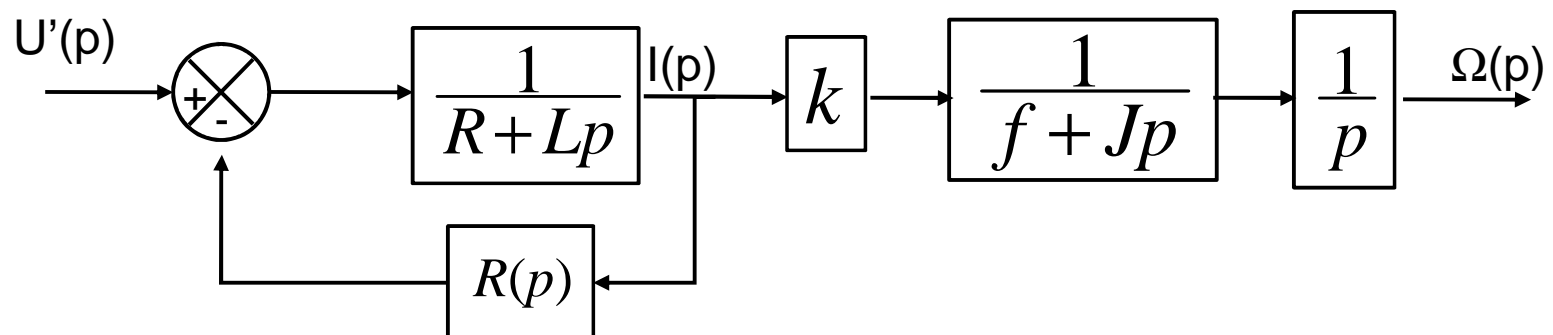 U'(p)
+
-
1
R + Lp
I(p)
k
1
f + Jp
1
p
Ω(p)
R(p)